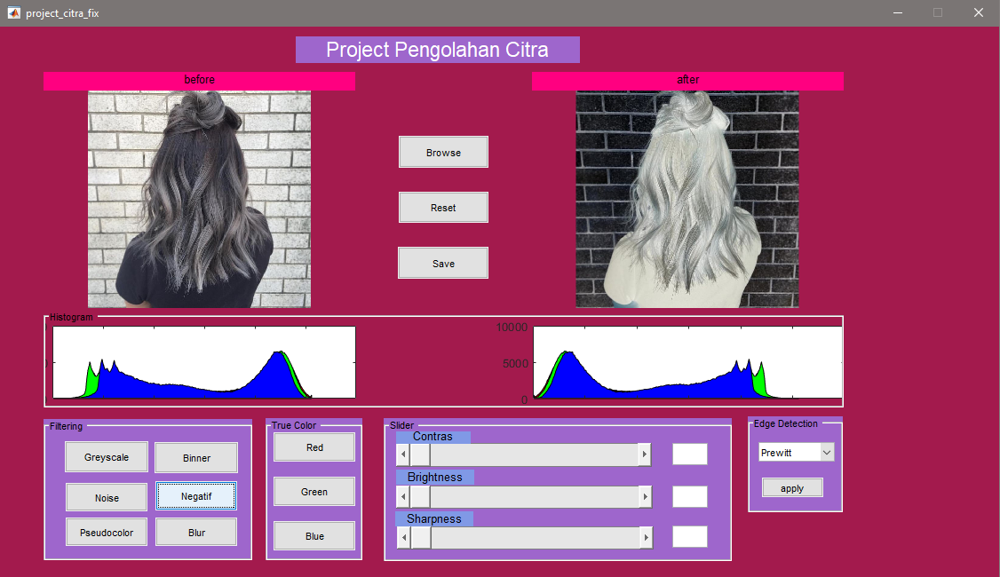 project_citra_fix
Project Pengolahan Citra
before
after
Browse
Reset
Save
Histogram
10000
5000
0
Filtering
Greyscale
Binner
Noise
Negatif
Pseudocolor
Blur
True Color
Red
Green
Blue
Slider
Contras
Brightness
Sharpness
Edge Detection
Prewitt
apply